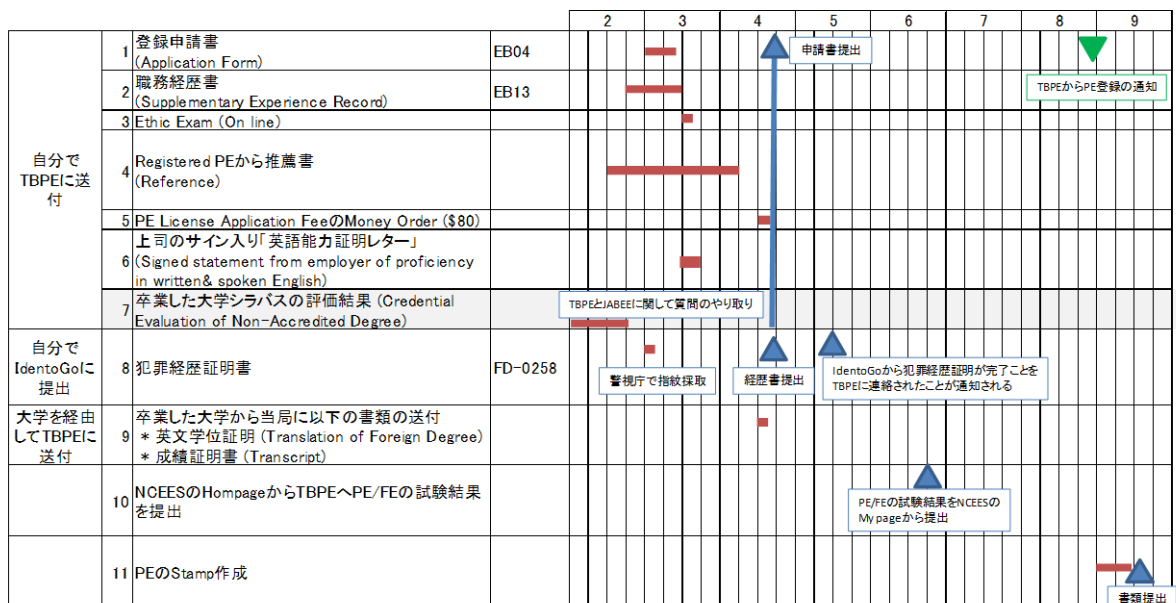 2 3 4 5 6 7 8 9
自分で
TBPEに送
付
1 登録申請書
(Application Form)
EB04
申請書提出
TBPEからPE登録の通知
2 職務経歴書
(Supplementary Experience Record)
EB13
3 Ethic Exam (On line)
4 Registered PEから推薦書
(Reference)
5 PE License Application FeeのMoney Order ($80)
6 上司のサイン入り「英語能力証明レター」
(Signed statement from employer of proficiency
in written& spoken English)
7 卒業した大学シラバスの評価結果 (Credential
Evaluation of Non-Accredited Degree)
TBPEとJABEEに関して質問のやり取り
自分で
IdentoGoに
提出
8 犯罪経歴証明書
FD-0258
警視庁で指紋採取
経歴書提出
IdentoGoから犯罪経歴証明が完了ことを
TBPEに連絡されたことが通知される
大学を経由
してTBPEに
送付
9 卒業した大学から当局に以下の書類の送付
* 英文学位証明 (Translation of Foreign Degree)
* 成績証明書 (Transcript)
10 NCEESのHompageからTBPEへPE/FEの試験結果
を提出
PE/FEの試験結果をNCEESの
My pageから提出
11 PEのStamp作成
書類提出